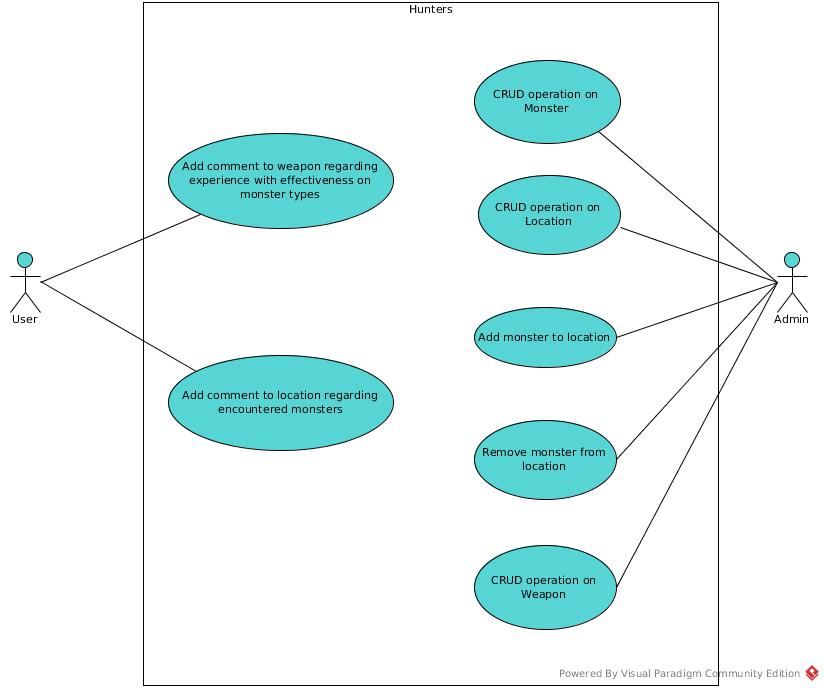 Hunters
CRUD operation on
Monster
Add comment to weapon regarding
experience with effectiveness on
monster types
CRUD operation on
Location
User
Admin
Add monster to location
Add comment to location regarding
encountered monsters
Remove monster from
location
CRUD operation on
Weapon
Powered By Visual Paradigm Community Edition